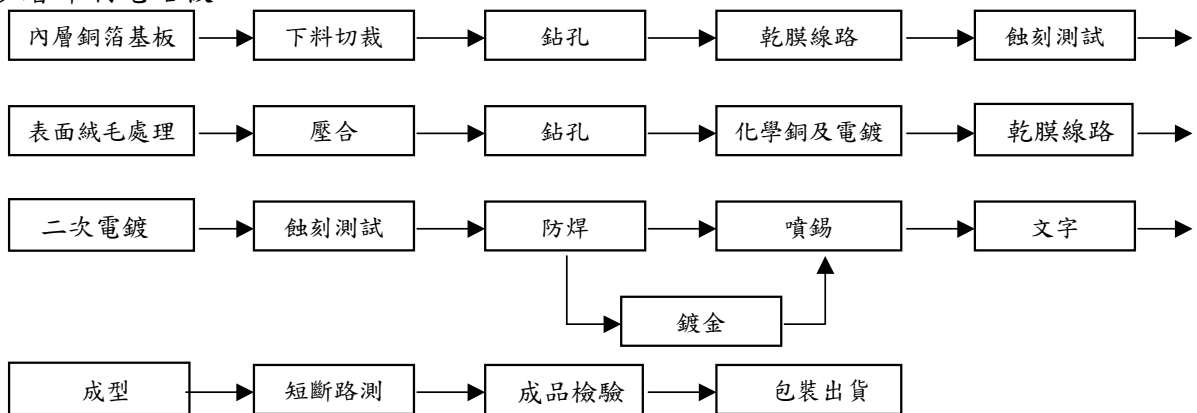 內層銅箔基板 下料切裁 鉆孔 乾膜線路 蝕刻測試
表面絨毛處理 壓合 鉆孔 化學銅及電鍍 乾膜線路
二次電鍍 蝕刻測試 防焊 噴錫 文字
鍍金
成型 短斷路測 成品檢驗 包裝出貨